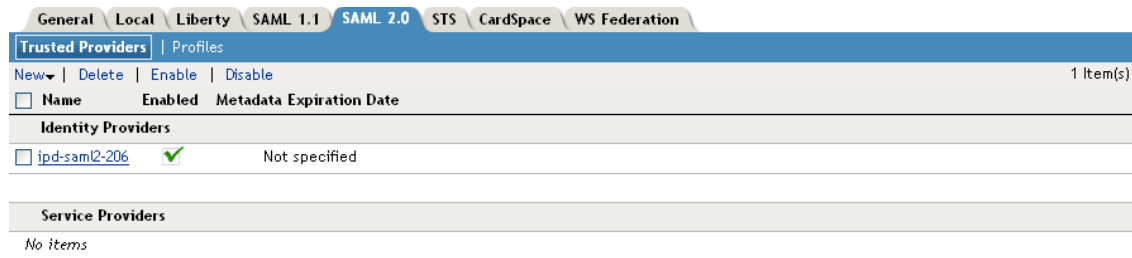 General Local Liberty SAML 1.1 SAML 2.0 STS CardSpace WS Federation
Trusted Providers | Profiles
New | Delete | Enable | Disable 1 Item(s)
Name Enabled Metadata Expiration Date
Identity Providers
ipd-saml2-206 Not specified
Service Providers
No items